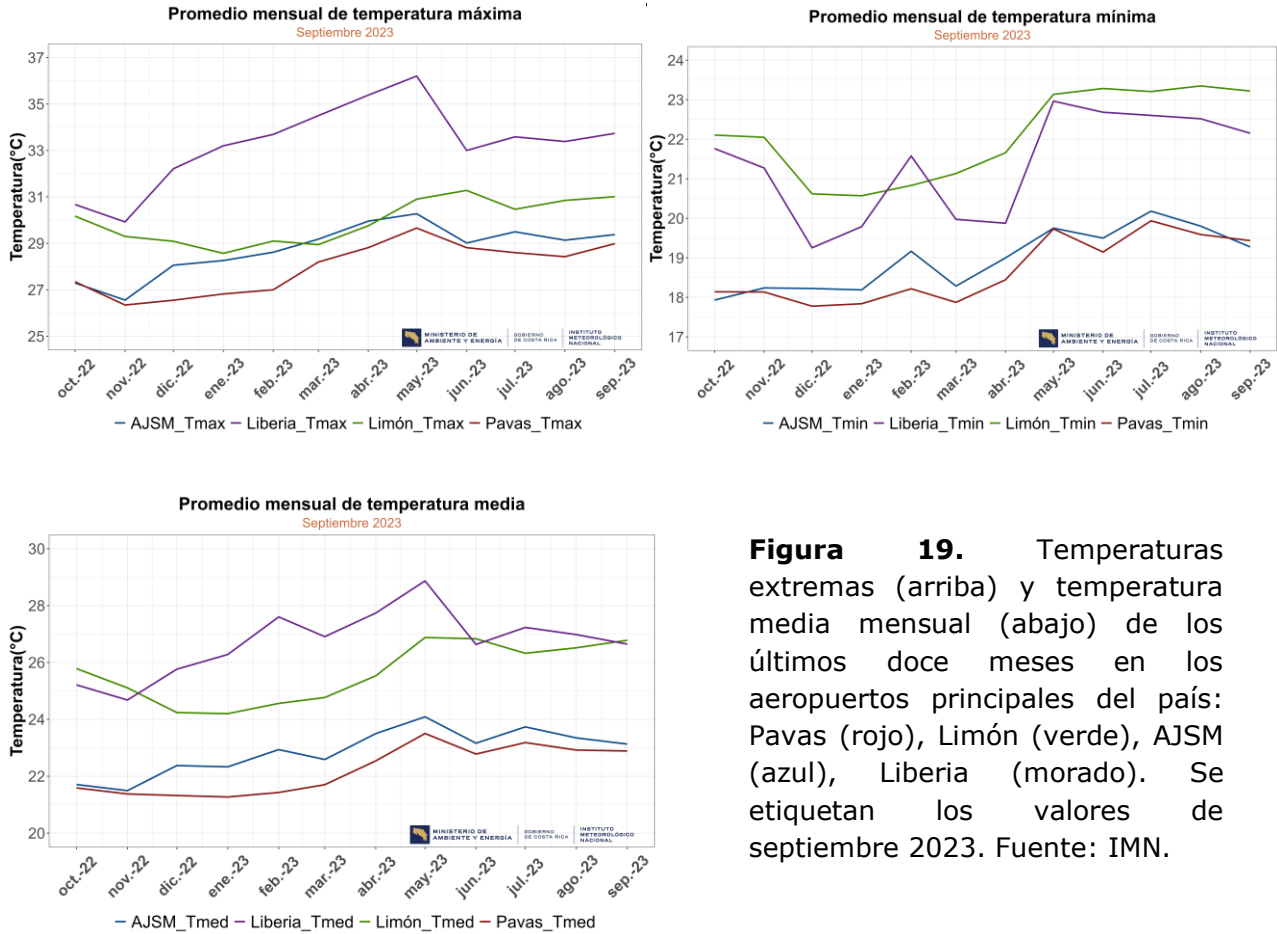 Promedio mensual de temperatura máxima
Septiembre 2023
Temperatura(°C)
37
35
33
31
29
27
25
MINISTERIO DE AMBIENTE Y ENERGÍA
GOBIERNO DE COSTA RICA
INSTITUTO METEOROLÓGICO NACIONAL
oct.-22 nov.-22 dic.-22 ene.-23 feb.-23 mar.-23 abr.-23 may.-23 jun.-23 jul.-23 ago.-23 sep.-23
AJSM_Tmax Liberia_Tmax Limón_Tmax Pavas_Tmax
Promedio mensual de temperatura mínima
Septiembre 2023
Temperatura(°C)
24
23
22
21
20
19
18
17
MINISTERIO DE AMBIENTE Y ENERGÍA
GOBIERNO DE COSTA RICA
INSTITUTO METEOROLÓGICO NACIONAL
oct.-22 nov.-22 dic.-22 ene.-23 feb.-23 mar.-23 abr.-23 may.-23 jun.-23 jul.-23 ago.-23 sep.-23
AJSM_Tmin Liberia_Tmin Limón_Tmin Pavas_Tmin
Promedio mensual de temperatura media
Septiembre 2023
Temperatura(°C)
30
28
26
24
22
20
MINISTERIO DE AMBIENTE Y ENERGÍA
GOBIERNO DE COSTA RICA
INSTITUTO METEOROLÓGICO NACIONAL
oct.-22 nov.-22 dic.-22 ene.-23 feb.-23 mar.-23 abr.-23 may.-23 jun.-23 jul.-23 ago.-23 sep.-23
AJSM_Tmed Liberia_Tmed Limón_Tmed Pavas_Tmed
Figura 19. Temperaturas
extremas (arriba) y temperatura
media mensual (abajo) de los
últimos doce meses en los
aeropuertos principales del país:
Pavas (rojo), Limón (verde), AJSM
(azul), Liberia (morado). Se
etiquetan los valores de
septiembre 2023. Fuente: IMN.